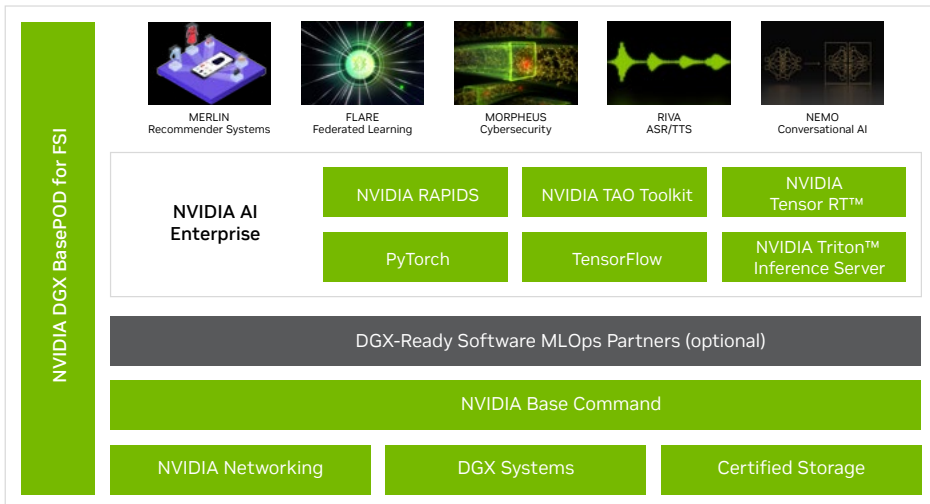 NVIDIA DGX BasePOD for FSI
MERLIN
Recommender Systems
FLARE
Federated Learning
MORPHEUS
Cybersecurity
RIVA
ASR/TTS
NEMO
Conversational AI
NVIDIA AI
Enterprise
NVIDIA RAPIDS
NVIDIA TAO Toolkit
NVIDIA
Tensor RT™
PyTorch
TensorFlow
NVIDIA Triton™
Inference Server
DGX-Ready Software MLOps Partners (optional)
NVIDIA Base Command
NVIDIA Networking
DGX Systems
Certified Storage